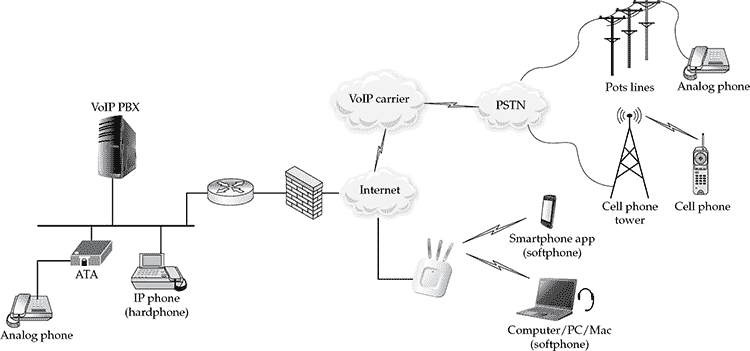 VoIP PBX
ATA
Analog phone
IP phone
(hardphone)
VoIP carrier
Internet
PSTN
Pots lines
Analog phone
Cell phone
tower
Cell phone
Smartphone app
(softphone)
Computer/PC/Mac
(softphone)